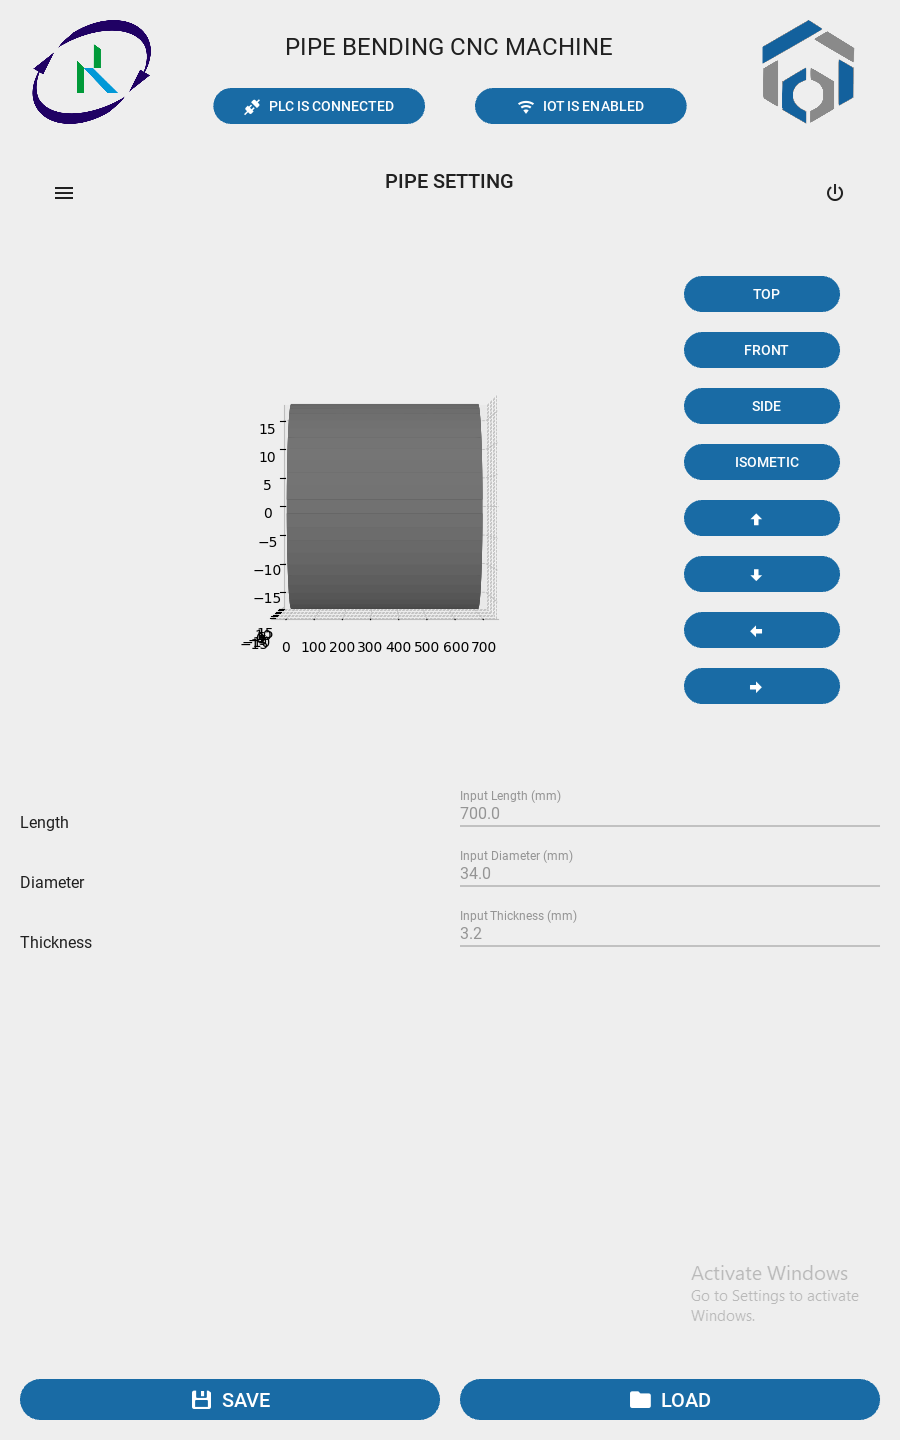 PIPE BENDING CNC MACHINE
PLC IS CONNECTED
IOT IS ENABLED
PIPE SETTING
TOP
FRONT
SIDE
ISOMETIC
15
10
5
0
−5
−10
−15
0 100 200 300 400 500 600 700
Length
Input Length (mm)
700.0
Diameter
Input Diameter (mm)
34.0
Thickness
Input Thickness (mm)
3.2
Activate Windows
Go to Settings to activate
Windows.
SAVE
LOAD